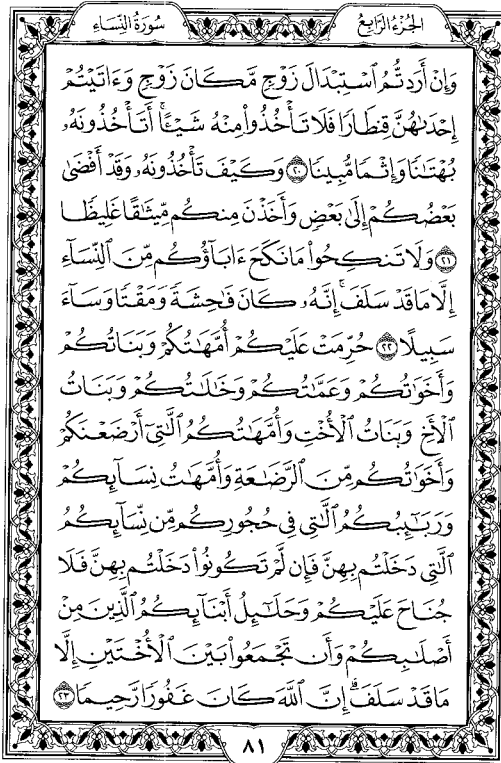 الجزء الرابع
سورة النساء
وَإِنْ أَرَدتُّمُ ٱسْتِبْدَالَ زَوْجٍ مَّكَانَ زَوْجٍ وَءَاتَيْتُمْ
إِحْدَىٰهُنَّ قِنطَارًا فَلَا تَأْخُذُوا۟ مِنْهُ شَيْـًٔا ۚ أَتَأْخُذُونَهُۥ
بُهْتَـٰنًا وَإِثْمًا مُّبِينًا ٢٠ وَكَيْفَ تَأْخُذُونَهُۥ وَقَدْ أَفْضَىٰ
بَعْضُكُمْ إِلَىٰ بَعْضٍ وَأَخَذْنَ مِنكُم مِّيثَـٰقًا غَلِيظًا
٢١ وَلَا تَنكِحُوا۟ مَا نَكَحَ ءَابَآؤُكُم مِّنَ ٱلنِّسَآءِ
إِلَّا مَا قَدْ سَلَفَ ۚ إِنَّهُۥ كَانَ فَـٰحِشَةً وَمَقْتًا وَسَآءَ
سَبِيلًا ٢٢ حُرِّمَتْ عَلَيْكُمْ أُمَّهَـٰتُكُمْ وَبَنَاتُكُمْ
وَأَخَوَٰتُكُمْ وَعَمَّـٰتُكُمْ وَخَـٰلَـٰتُكُمْ وَبَنَاتُ
ٱلْأَخِ وَبَنَاتُ ٱلْأُخْتِ وَأُمَّهَـٰتُكُمُ ٱلَّـٰتِىٓ أَرْضَعْنَكُمْ
وَأَخَوَٰتُكُم مِّنَ ٱلرَّضَـٰعَةِ وَأُمَّهَـٰتُ نِسَآئِكُمْ
وَرَبَـٰٓئِبُكُمُ ٱلَّـٰتِى فِى حُجُورِكُم مِّن نِّسَآئِكُمُ
ٱلَّـٰتِى دَخَلْتُم بِهِنَّ فَإِن لَّمْ تَكُونُوا۟ دَخَلْتُم بِهِنَّ فَلَا
جُنَاحَ عَلَيْكُمْ وَحَلَـٰٓئِلُ أَبْنَآئِكُمُ ٱلَّذِينَ مِنْ
أَصْلَـٰبِكُمْ وَأَن تَجْمَعُوا۟ بَيْنَ ٱلْأُخْتَيْنِ إِلَّا
مَا قَدْ سَلَفَ ۗ إِنَّ ٱللَّهَ كَانَ غَفُورًا رَّحِيمًا ٢٣
٨١